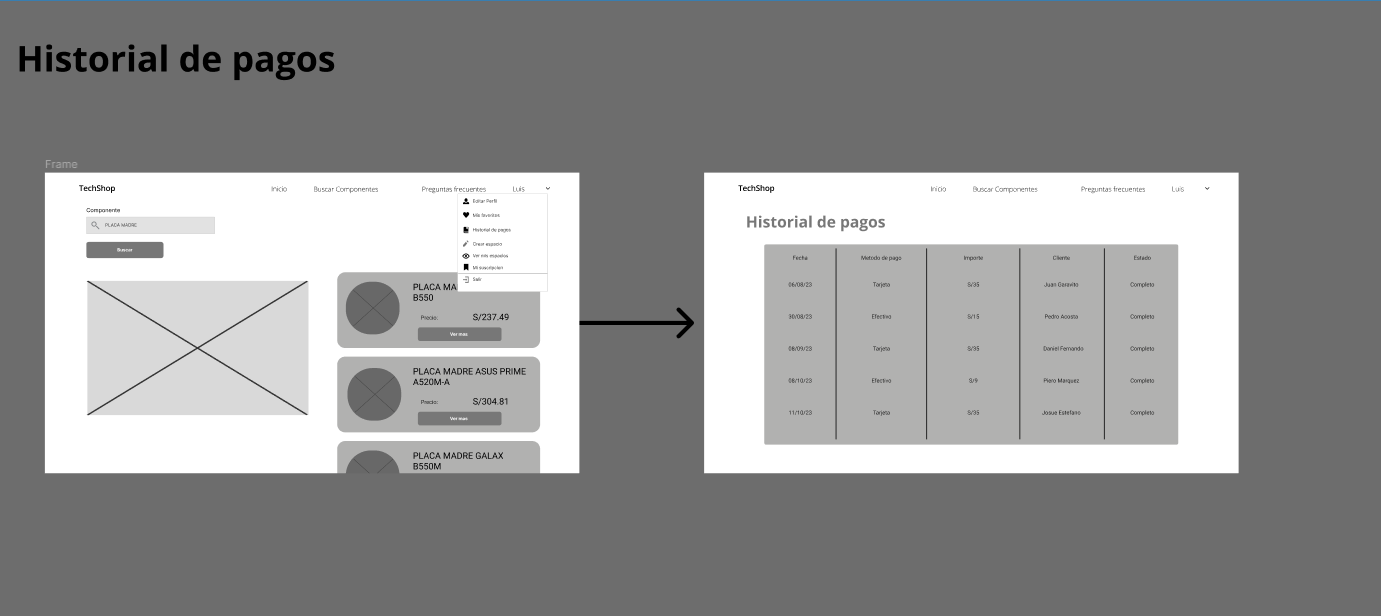 Historial de pagos
Frame
TechShop
Inicio
Buscar Componentes
Preguntas frecuentes
Luis
Componente
PLACA MADRE
Buscar
Editar Perfil
Mis favoritos
Historial de pagos
Crear espacio
Ver mis espacios
Mi suscripcion
Salir
PLACA MA
B550
Precio:
S/237.49
Ver mas
PLACA MADRE ASUS PRIME
A520M-A
Precio:
S/304.81
Ver mas
PLACA MADRE GALAX
B550M
TechShop
Inicio
Buscar Componentes
Preguntas frecuentes
Luis
Historial de pagos
Fecha Metodo de pago Importe Cliente Estado
06/08/23 Tarjeta S/35 Juan Garavito Completo
30/08/23 Efectivo S/15 Pedro Acosta Completo
08/09/23 Tarjeta S/35 Daniel Fernando Completo
08/10/23 Efectivo S/9 Piero Marquez Completo
11/10/23 Tarjeta S/35 Josue Estefano Completo